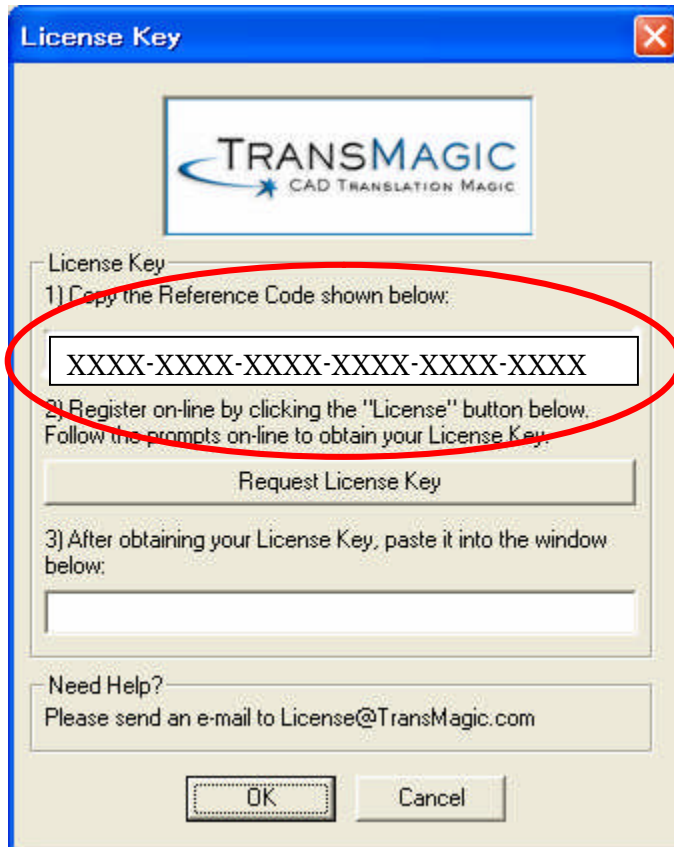 License Key
TRANSMAGIC
CAD TRANSLATION MAGIC
License Key
1) Copy the Reference Code shown below:
XXXX-XXXX-XXXX-XXXX-XXXX-XXXX
2) Register on-line by clicking the "License" button below.
Follow the prompts on-line to obtain your License Key.
Request License Key
3) After obtaining your License Key, paste it into the window
below:
Need Help?
Please send an e-mail to License@TransMagic.com
OK
Cancel